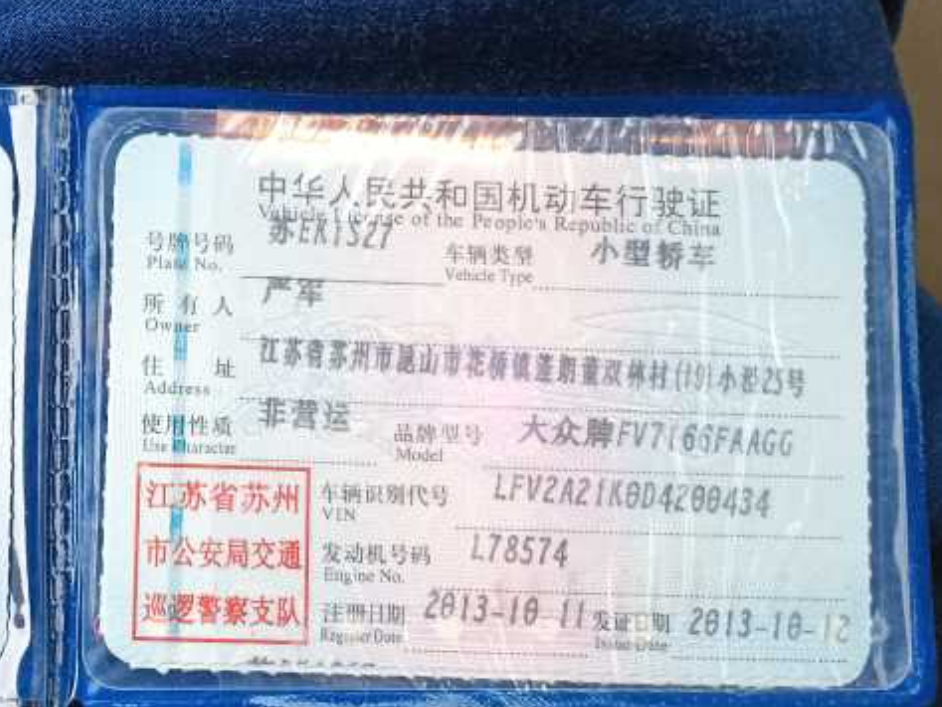 中华人民共和国机动车行驶证
Vehicle License of the People's Republic of China
号牌号码 苏EK1S27 车辆类型 小型轿车
Plate No. Vehicle Type
所有人 严军
Owner
住址 江苏省苏州市昆山市花桥镇蓬朗董双林村(19)小松25号
Address
使用性质 非营运 品牌型号 大众牌FV7166FAAGG
Use Character Model
江苏省苏州 车辆识别代号 LFV2A21K0D4200434
VIN
市公安局交通 发动机号码 L78574
Engine No.
巡逻警察支队 注册日期 2013-10-11 发证日期 2013-10-12
Register Date Issue Date